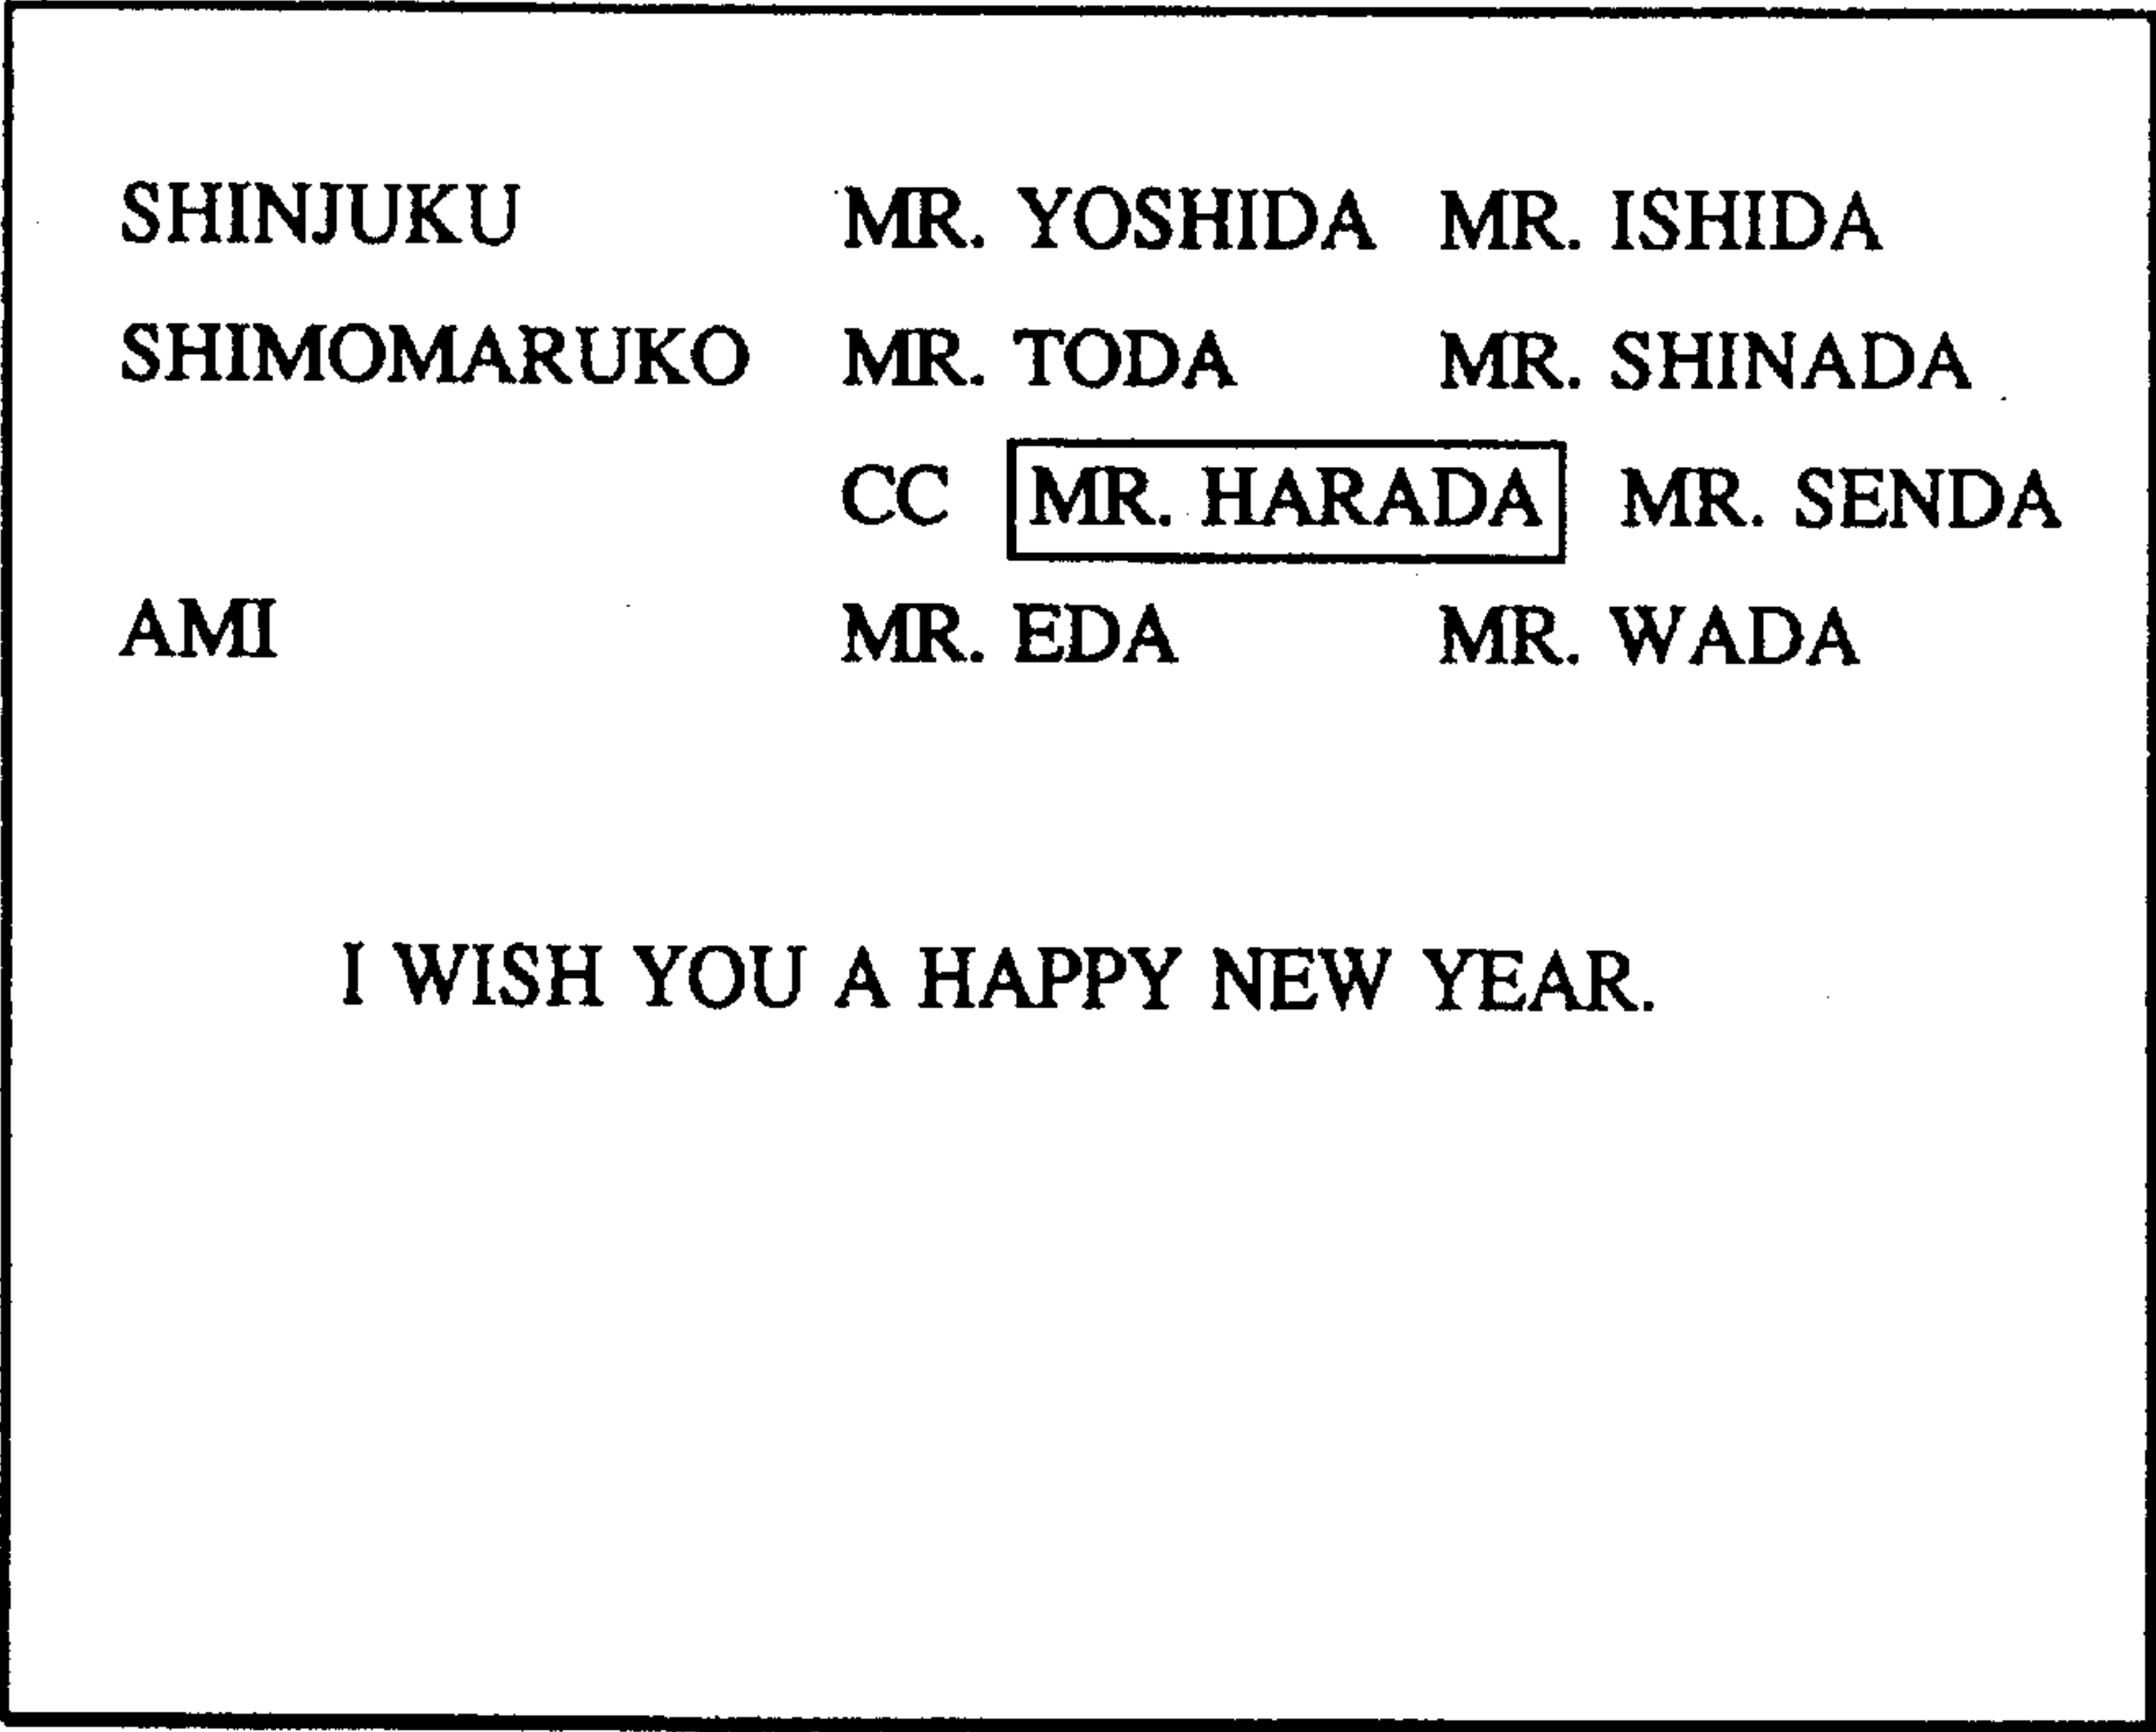 SHINJUKU MR. YOSHIDA MR. ISHIDA
SHIMOMARUKO MR. TODA MR. SHINADA
CC MR. HARADA MR. SENDA
AMI MR. EDA MR. WADA
I WISH YOU A HAPPY NEW YEAR.